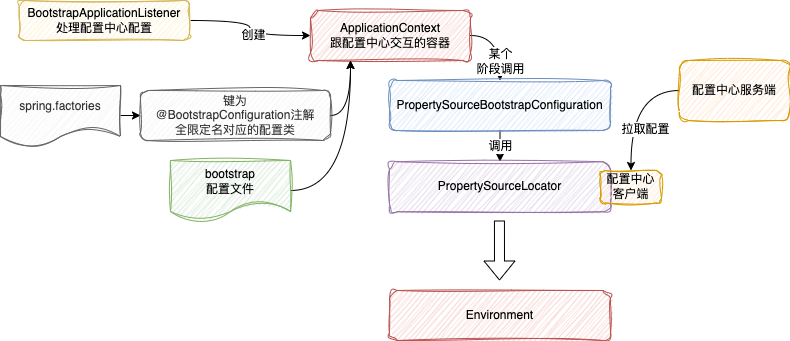 BootstrapApplicationListener
处理配置中心配置
创建
ApplicationContext
跟配置中心交互的容器
某个
阶段调用
spring.factories
键为
@BootstrapConfiguration注解
全限定名对应的配置类
PropertySourceBootstrapConfiguration
配置中心服务端
调用
拉取配置
bootstrap
配置文件
PropertySourceLocator
配置中心
客户端
Environment